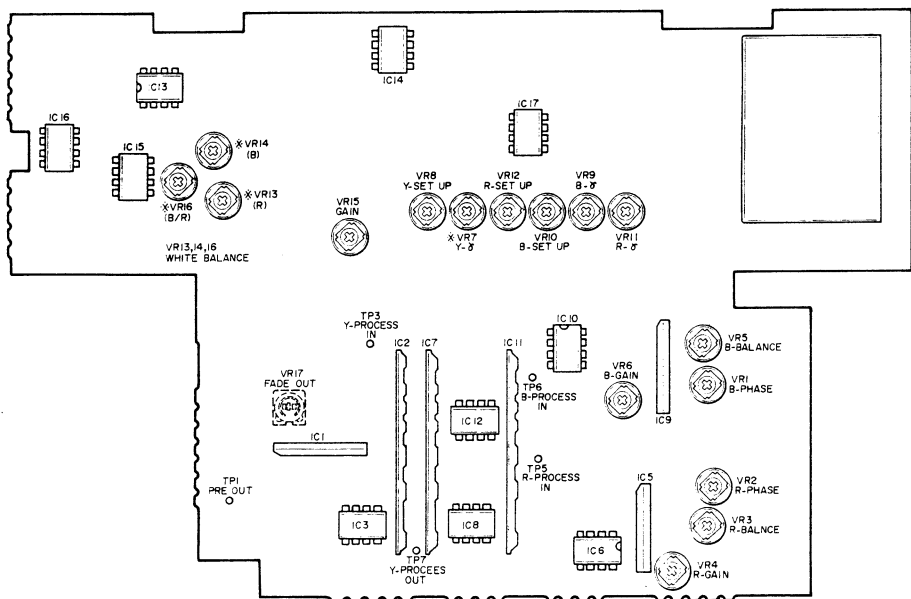 IC14
IC13
IC16
IC15
IC17
※VR14
(B)
※VR13
(R)
※VR16
(B/R)
VR13,14,16
WHITE BALANCE
VR15
GAIN
VR8
Y-SET UP
VR12
R-SET UP
VR9
B-γ
※VR7
Y-γ
VR10
B-SET UP
VR11
R-γ
TP3
Y-PROCESS
IN
IC2
IC7
IC11
IC10
VR5
B-BALANCE
VR6
B-GAIN
TP6
B-PROCESS
IN
VR1
B-PHASE
VR17
FADE OUT
IC12
IC9
IC1
TP5
R-PROCESS
IN
TP1
PRE OUT
IC5
VR2
R-PHASE
IC3
IC8
VR3
R-BALNCE
IC6
TP7
Y-PROCEES
OUT
VR4
R-GAIN